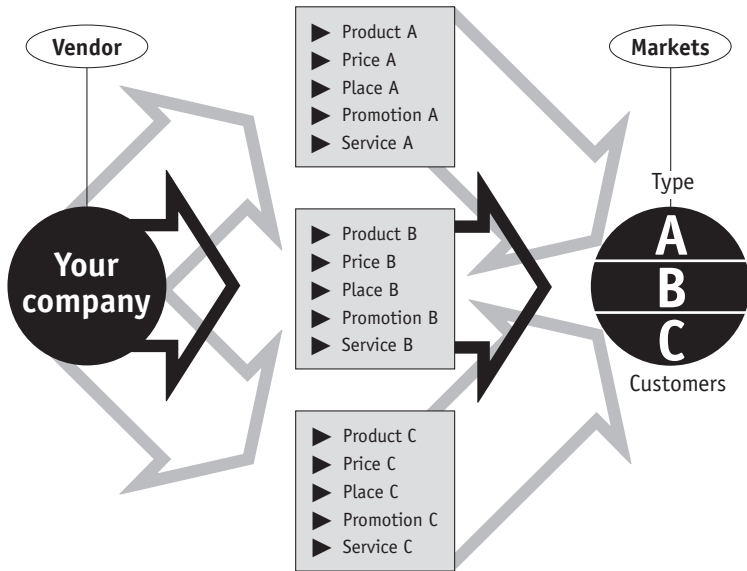 Vendor
Your
company
Product A
Price A
Place A
Promotion A
Service A
Product B
Price B
Place B
Promotion B
Service B
Product C
Price C
Place C
Promotion C
Service C
Markets
Type
A
B
C
Customers